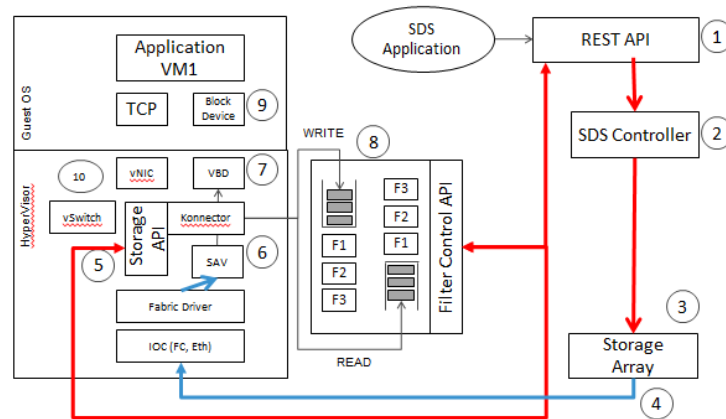 SDS
Application
REST API
1
Application
VM1
TCP
Block
Device
9
Guest OS
SDS Controller
2
WRITE
8
10
vNIC
VBD
7
vSwitch
Storage
API
Konnector
HyperVisor
5
SAV
6
Fabric Driver
IOC (FC, Eth)
F1
F2
F3
F3
F2
F1
Filter Control API
READ
3
Storage
Array
4